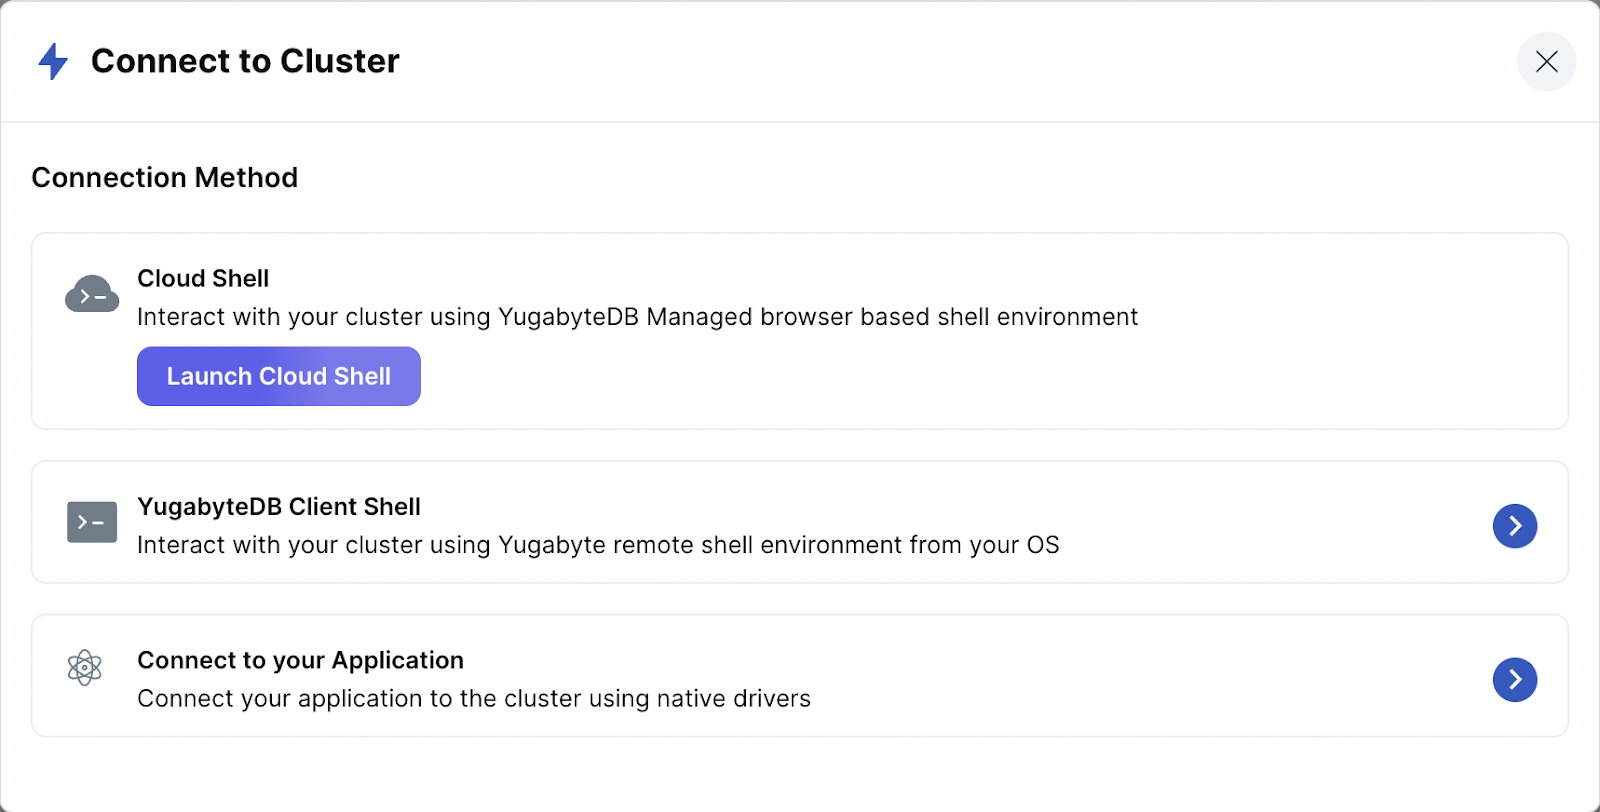 Connect to Cluster
Connection Method
Cloud Shell
Interact with your cluster using YugabyteDB Managed browser based shell environment
Launch Cloud Shell
YugabyteDB Client Shell
Interact with your cluster using Yugabyte remote shell environment from your OS
Connect to your Application
Connect your application to the cluster using native drivers